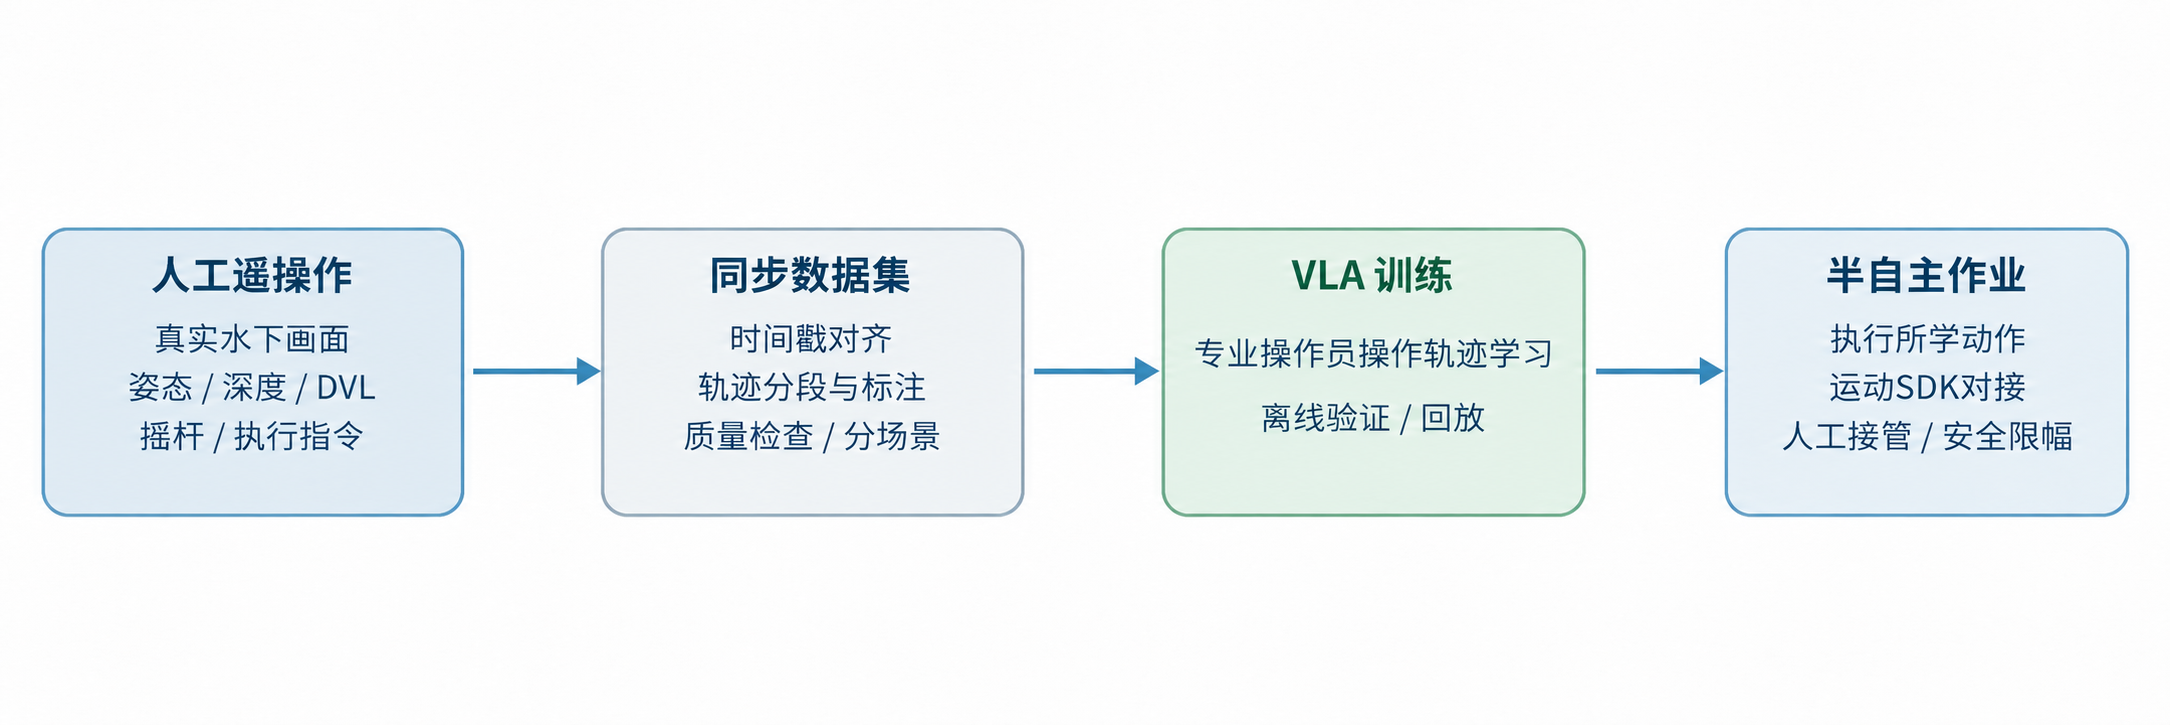 人工遥操作
真实水下画面
姿态 / 深度 / DVL
摇杆 / 执行指令
同步数据集
时间戳对齐
轨迹分段与标注
质量检查 / 分场景
VLA 训练
专业操作员操作轨迹学习
离线验证 / 回放
半自主作业
执行所学动作
运动SDK对接
人工接管 / 安全限幅